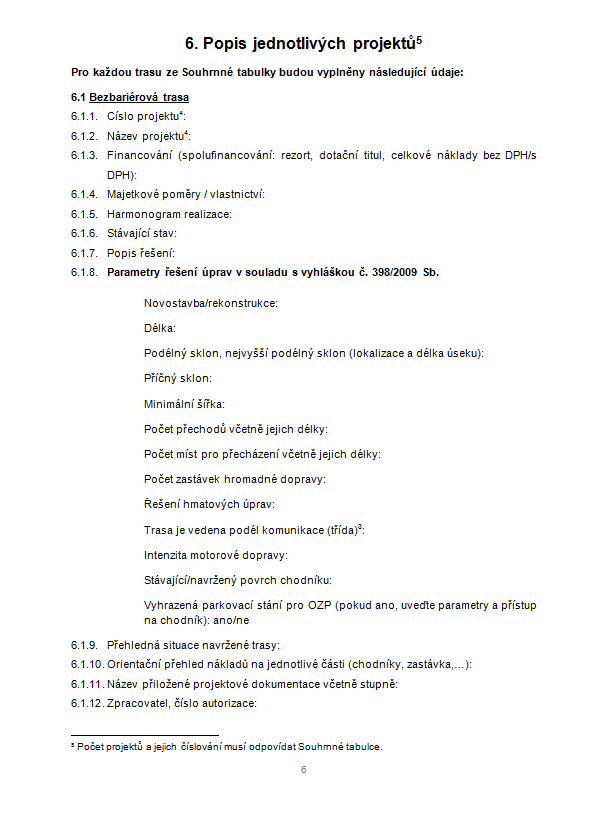 6. Popis jednotlivých projektů⁵
Pro každou trasu ze Souhrnné tabulky budou vyplněny následující údaje:
6.1 Bezbariérová trasa
6.1.1. Číslo projektu⁴:
6.1.2. Název projektu⁴:
6.1.3. Financování (spolufinancování: rezort, dotační titul, celkové náklady bez DPH/s
DPH):
6.1.4. Majetkové poměry / vlastnictví:
6.1.5. Harmonogram realizace:
6.1.6. Stávající stav:
6.1.7. Popis řešení:
6.1.8. Parametry řešení úprav v souladu s vyhláškou č. 398/2009 Sb.
Novostavba/rekonstrukce:
Délka:
Podélný sklon, nejvyšší podélný sklon (lokalizace a délka úseku):
Příčný sklon:
Minimální šířka:
Počet přechodů včetně jejich délky:
Počet míst pro přecházení včetně jejich délky:
Počet zastávek hromadné dopravy:
Řešení hmatových úprav:
Trasa je vedena podél komunikace (třída)³:
Intenzita motorové dopravy:
Stávající/navržený povrch chodníku:
Vyhrazená parkovací stání pro OZP (pokud ano, uveďte parametry a přístup
na chodník): ano/ne
6.1.9. Přehledná situace navržené trasy:
6.1.10. Orientační přehled nákladů na jednotlivé části (chodníky, zastávka,…):
6.1.11. Název přiložené projektové dokumentace včetně stupně:
6.1.12. Zpracovatel, číslo autorizace:
⁵ Počet projektů a jejich číslování musí odpovídat Souhrnné tabulce.
6